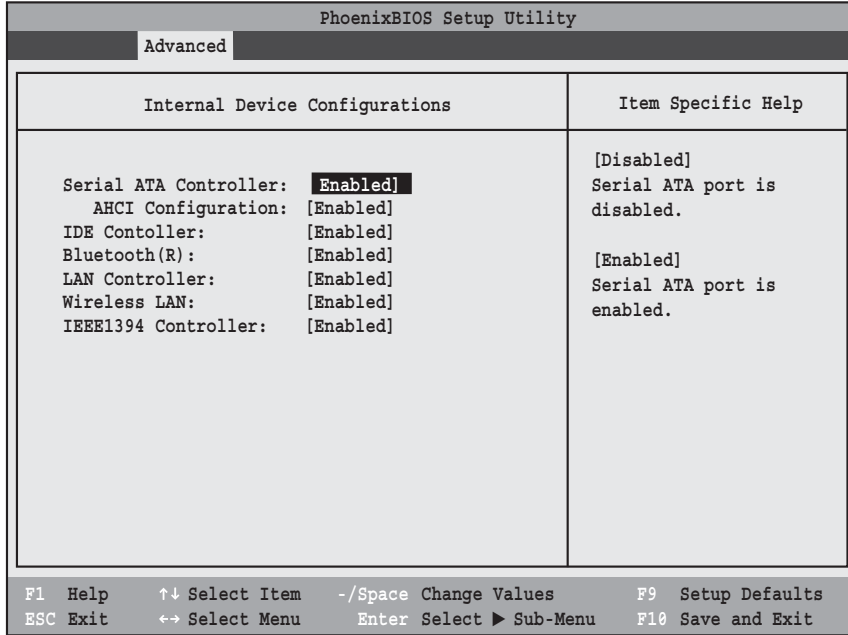 PhoenixBIOS Setup Utility
Advanced
Internal Device Configurations
Item Specific Help
Serial ATA Controller: Enabled]
AHCI Configuration: [Enabled]
IDE Contoller: [Enabled]
Bluetooth(R): [Enabled]
LAN Controller: [Enabled]
Wireless LAN: [Enabled]
IEEE1394 Controller: [Enabled]
[Disabled]
Serial ATA port is
disabled.
[Enabled]
Serial ATA port is
enabled.
F1 Help ↑↓ Select Item -/Space Change Values F9 Setup Defaults
ESC Exit ←→ Select Menu Enter Select ▶ Sub-Menu F10 Save and Exit